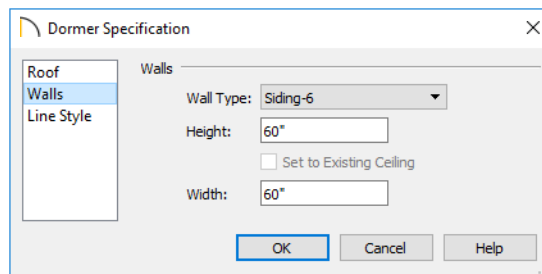 Dormer Specification
Roof
Walls
Line Style
Walls
Wall Type: Siding-6
Height: 60"
Set to Existing Ceiling
Width: 60"
OK Cancel Help